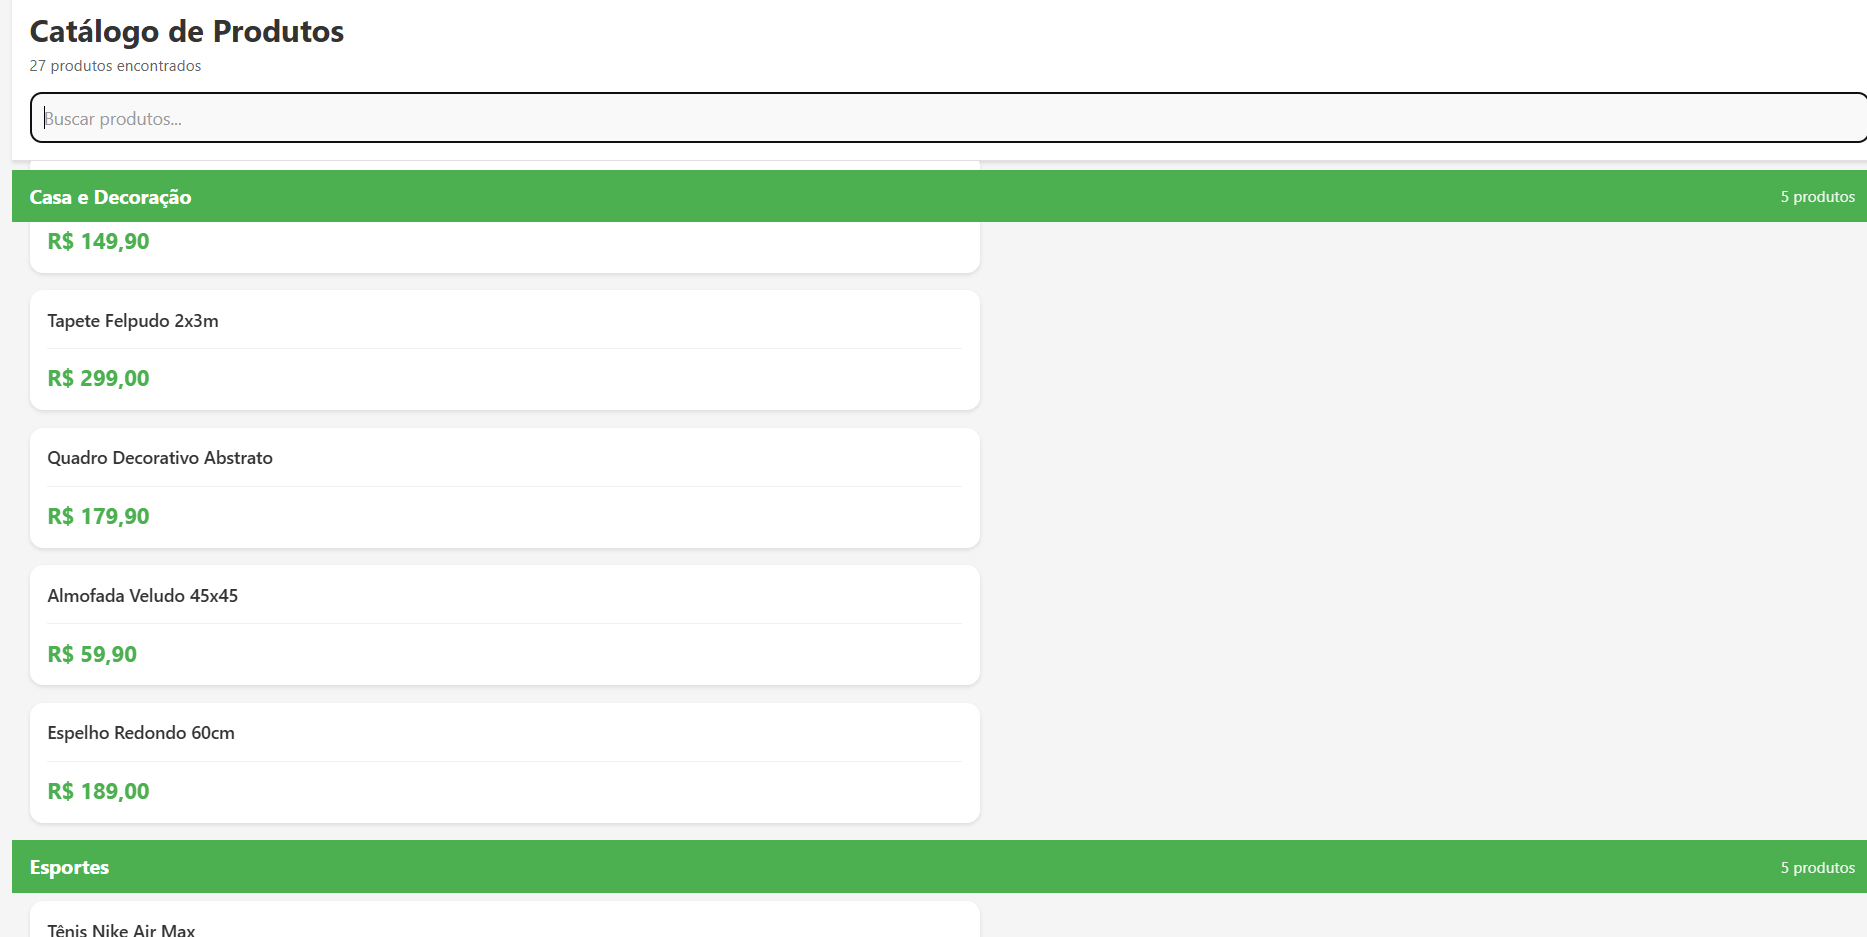 Catálogo de Produtos
27 produtos encontrados
Buscar produtos...
Casa e Decoração
5 produtos
R$ 149,90
Tapete Felpudo 2x3m
R$ 299,00
Quadro Decorativo Abstrato
R$ 179,90
Almofada Veludo 45x45
R$ 59,90
Espelho Redondo 60cm
R$ 189,00
Esportes
5 produtos
Tênis Nike Air Max